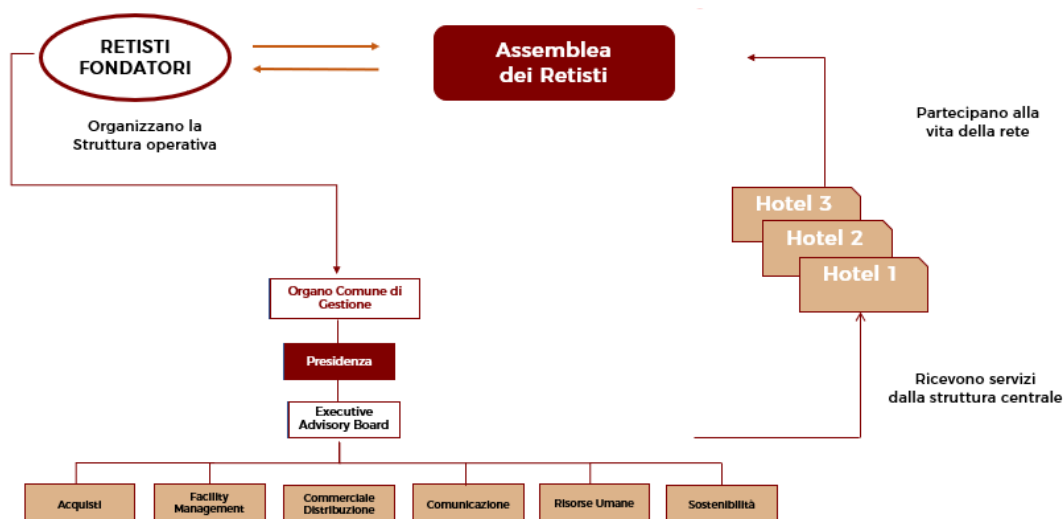 RETISTI
FONDATORI
Assemblea
dei Retisti
Organizzano la
Struttura operativa
Partecipano alla
vita della rete
Hotel 3
Hotel 2
Hotel 1
Organo Comune di
Gestione
Presidenza
Executive
Advisory Board
Ricevono servizi
dalla struttura centrale
Acquisti
Facility
Management
Commerciale
Distribuzione
Comunicazione
Risorse Umane
Sostenibilità